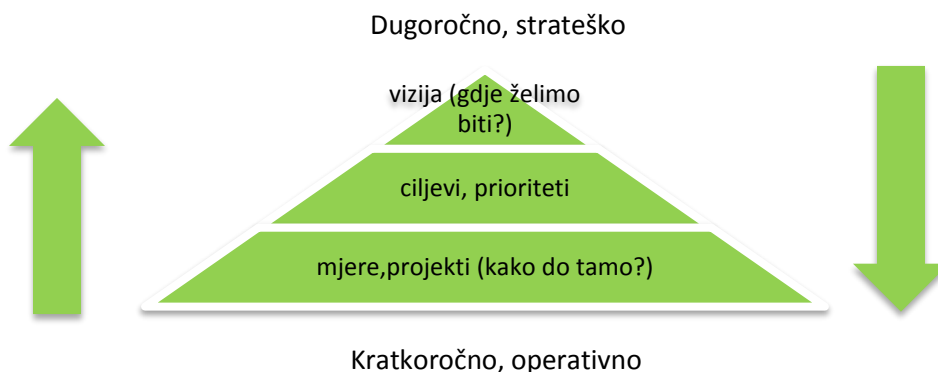 Dugoročno, strateško
vizija (gdje želimo
biti?)
ciljevi, prioriteti
mjere,projekti (kako do tamo?)
Kratkoročno, operativno